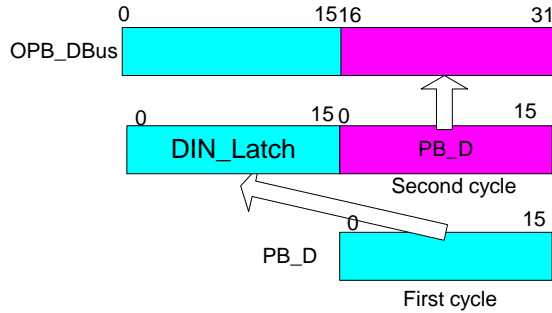 0 15 16 31
OPB_DBus
0 15 0 15
DIN_Latch PB_D
Second cycle
0 15
PB_D
First cycle